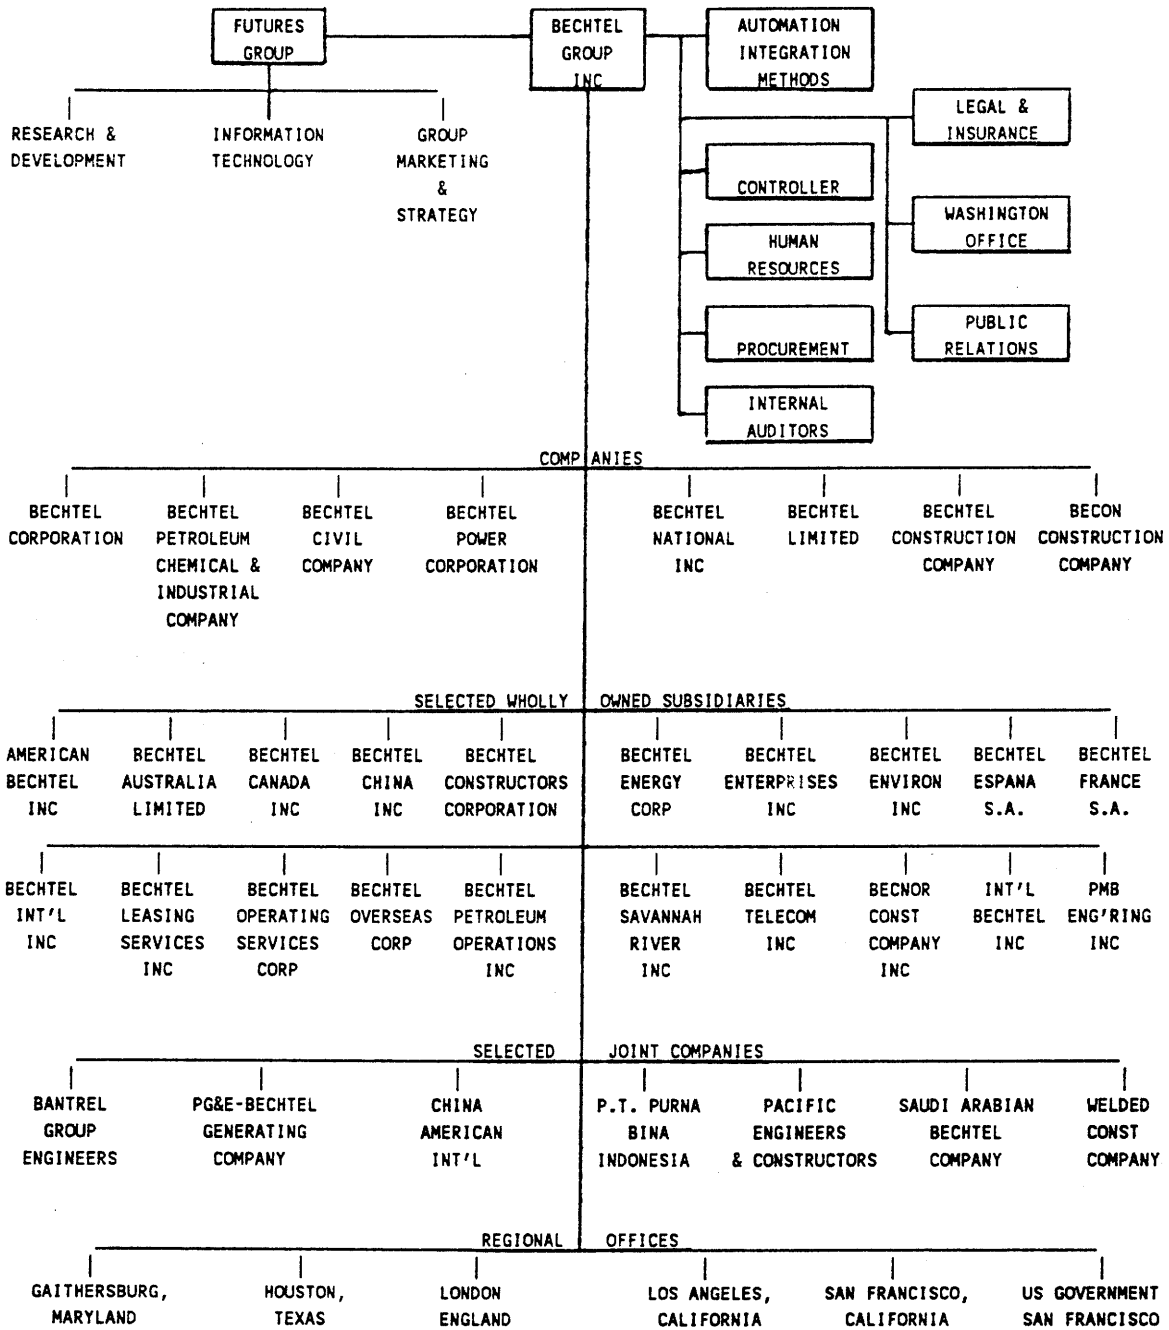 FUTURES
GROUP
BECHTEL
GROUP
INC
AUTOMATION
INTEGRATION
METHODS
LEGAL &
INSURANCE
RESEARCH &
DEVELOPMENT
INFORMATION
TECHNOLOGY
GROUP
MARKETING
&
STRATEGY
CONTROLLER
WASHINGTON
OFFICE
HUMAN
RESOURCES
PROCUREMENT
PUBLIC
RELATIONS
INTERNAL
AUDITORS
COMPANIES
BECHTEL
CORPORATION
BECHTEL
PETROLEUM
CHEMICAL &
INDUSTRIAL
COMPANY
BECHTEL
CIVIL
COMPANY
BECHTEL
POWER
CORPORATION
BECHTEL
NATIONAL
INC
BECHTEL
LIMITED
BECHTEL
CONSTRUCTION
COMPANY
BECON
CONSTRUCTION
COMPANY
SELECTED WHOLLY OWNED SUBSIDIARIES
AMERICAN
BECHTEL
INC
BECHTEL
AUSTRALIA
LIMITED
BECHTEL
CANADA
INC
BECHTEL
CHINA
INC
BECHTEL
CONSTRUCTORS
CORPORATION
BECHTEL
ENERGY
CORP
BECHTEL
ENTERPRISES
INC
BECHTEL
ENVIRON
INC
BECHTEL
ESPANA
S.A.
BECHTEL
FRANCE
S.A.
BECHTEL
INT'L
INC
BECHTEL
LEASING
SERVICES
INC
BECHTEL
OPERATING
SERVICES
CORP
BECHTEL
OVERSEAS
CORP
BECHTEL
PETROLEUM
OPERATIONS
INC
BECHTEL
SAVANNAH
RIVER
INC
BECHTEL
TELECOM
INC
BECNOR
CONST
COMPANY
INC
INT'L
BECHTEL
INC
PMB
ENG'RING
INC
SELECTED JOINT COMPANIES
BANTREL
GROUP
ENGINEERS
PG&E-BECHTEL
GENERATING
COMPANY
CHINA
AMERICAN
INT'L
P.T. PURNA
BINA
INDONESIA
PACIFIC
ENGINEERS
& CONSTRUCTORS
SAUDI ARABIAN
BECHTEL
COMPANY
WELDED
CONST
COMPANY
REGIONAL OFFICES
GAITHERSBURG,
MARYLAND
HOUSTON,
TEXAS
LONDON
ENGLAND
LOS ANGELES,
CALIFORNIA
SAN FRANCISCO,
CALIFORNIA
US GOVERNMENT
SAN FRANCISCO